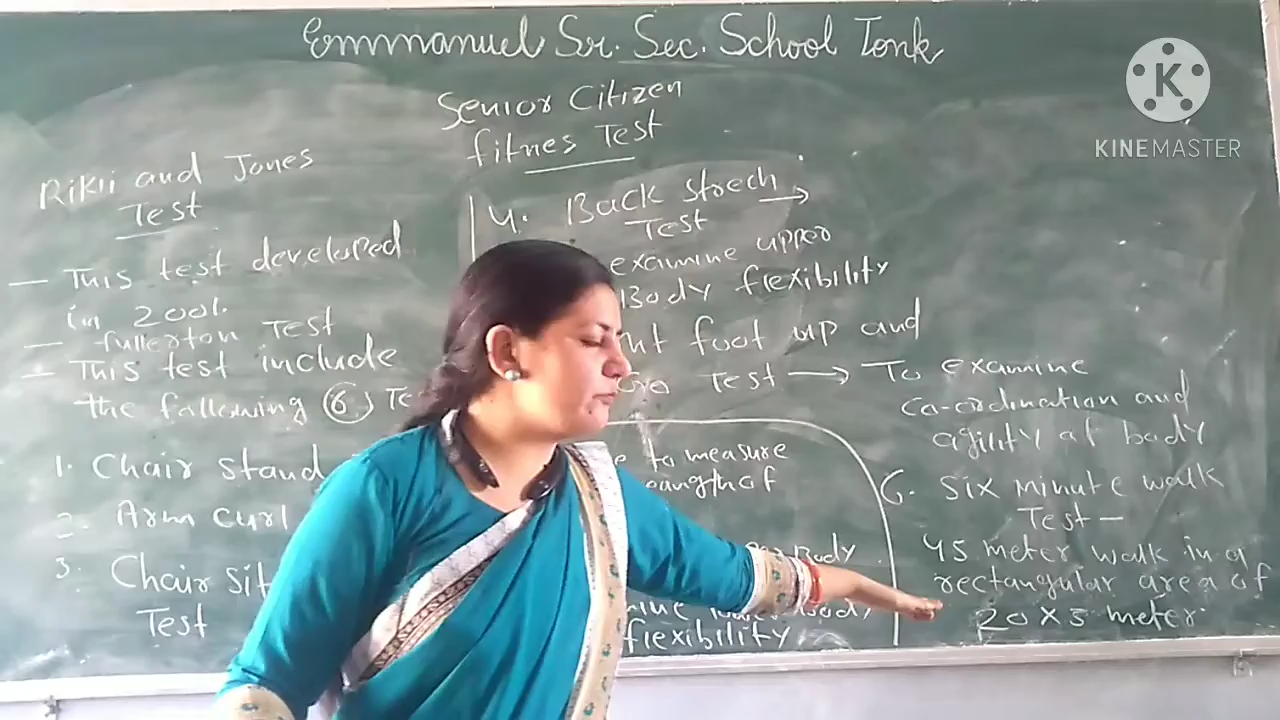 Emmanuel Sr. Sec. School Tonk
Senior Citizen
fitnes Test
Rikli and Jones
Test
— This test developed
in 2001.
— fullerton Test
— This test include
the following 6
1. Chair stand
2. Arm curl
3. Chair Sit
Test
4. Back strech →
Test
examine upper
Body flexibility
foot up and
Go Test → To examine
Co-ordination and
agility of body
to measure
of
Body
Body
flexibility
6. Six Minute walk
Test —
45 meter walk in a
rectangular area of
20 x 5 meter.
K
KINEMASTER